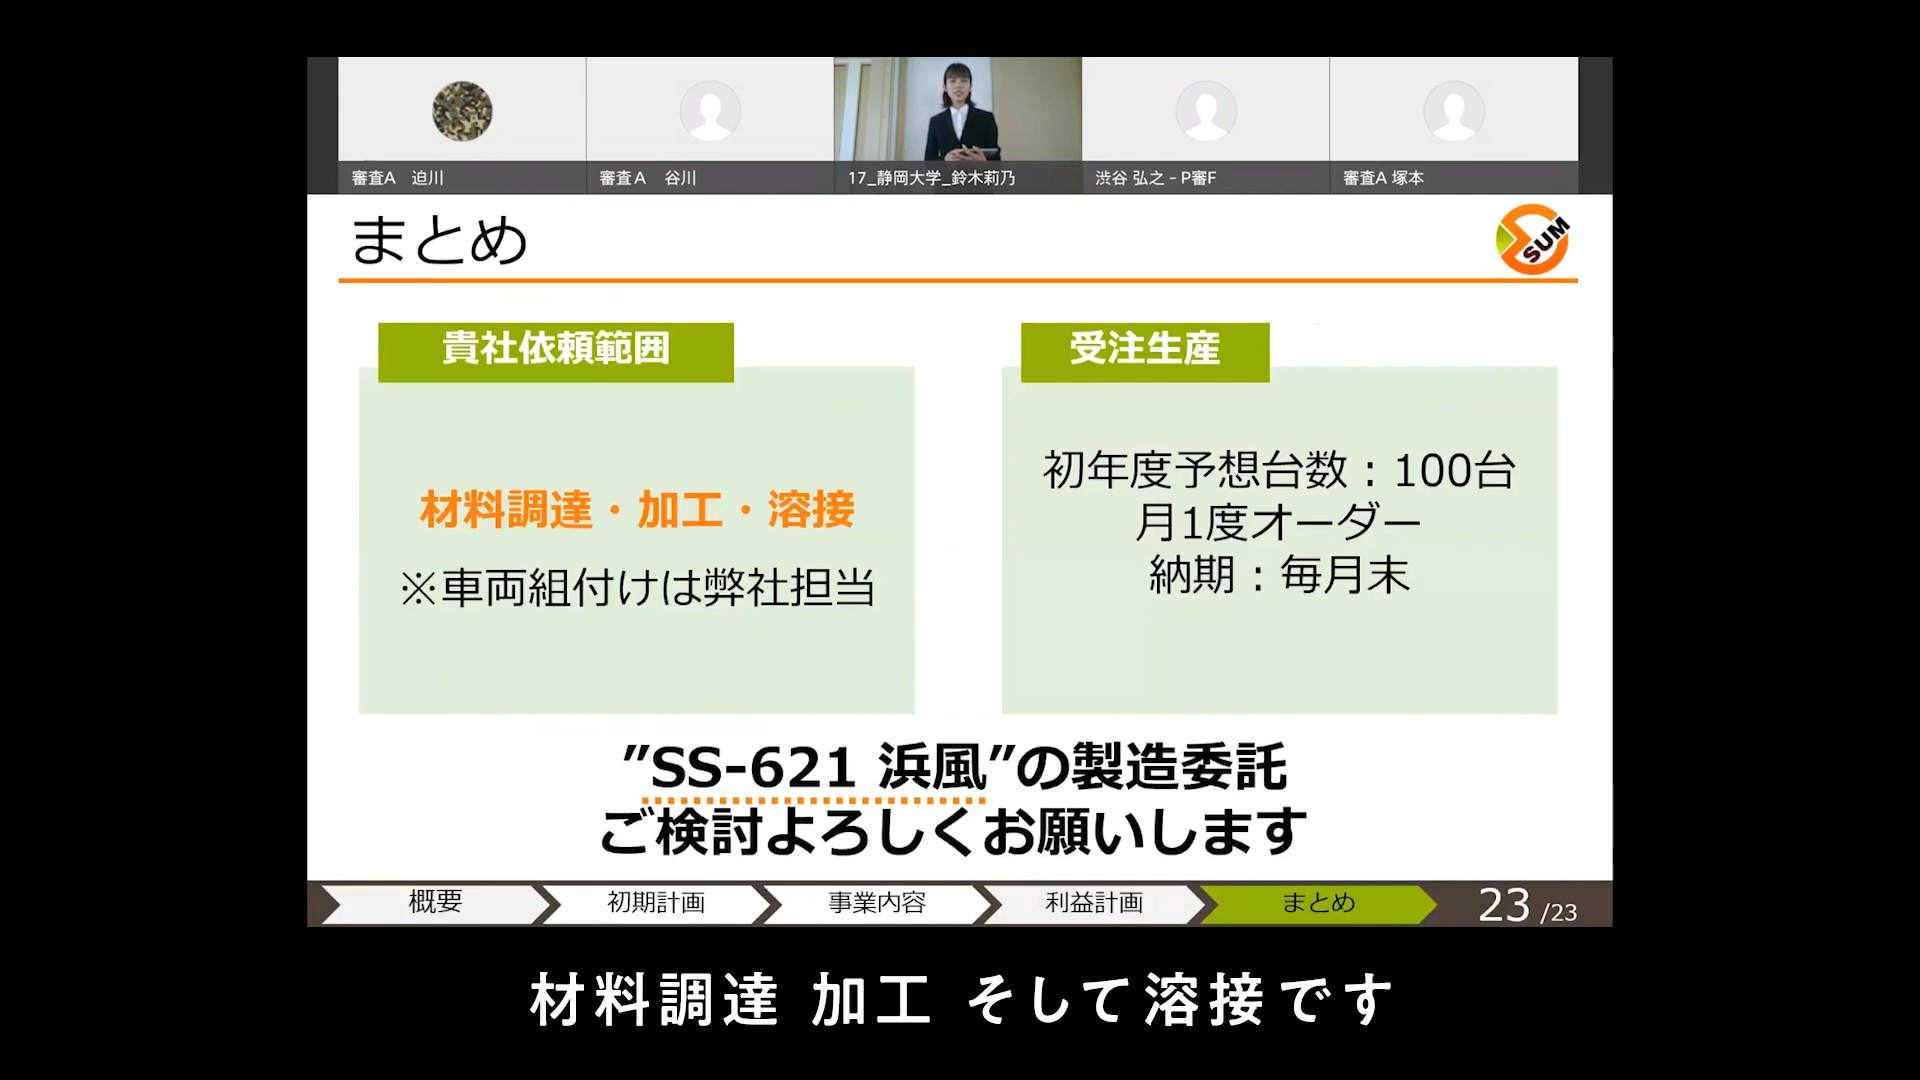 審査A　迫川
審査A　谷川
17_静岡大学_鈴木莉乃
渋谷 弘之 - P審F
審査A 塚本
まとめ
SUM
貴社依頼範囲
材料調達・加工・溶接
※車両組付けは弊社担当
受注生産
初年度予想台数：100台
月1度オーダー
納期：毎月末
”SS-621 浜風”の製造委託
ご検討よろしくお願いします
概要
初期計画
事業内容
利益計画
まとめ
23 /23
材料調達 加工 そして溶接です